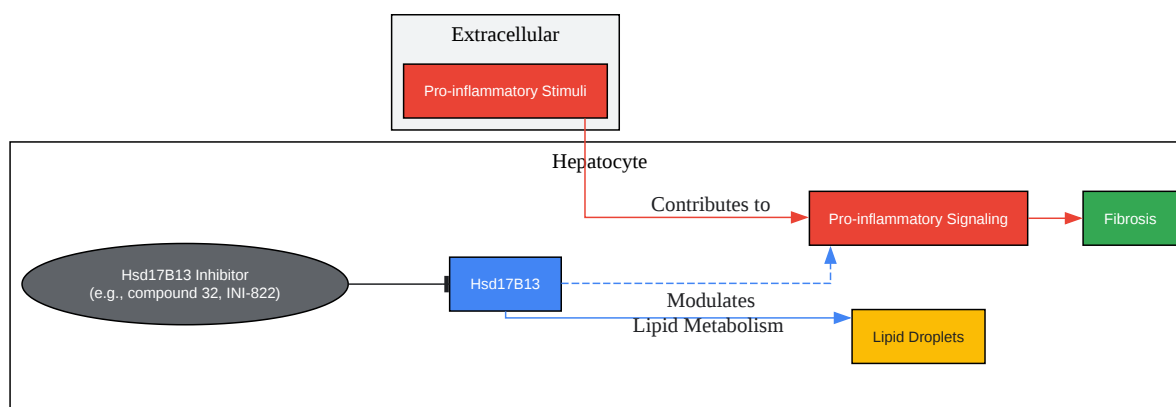 Extracellular
Pro-inflammatory Stimuli
Hepatocyte
Contributes to
Pro-inflammatory Signaling
Fibrosis
Hsd17B13 Inhibitor
(e.g., compound 32, INI-822)
Hsd17B13
Modulates
Lipid Metabolism
Lipid Droplets